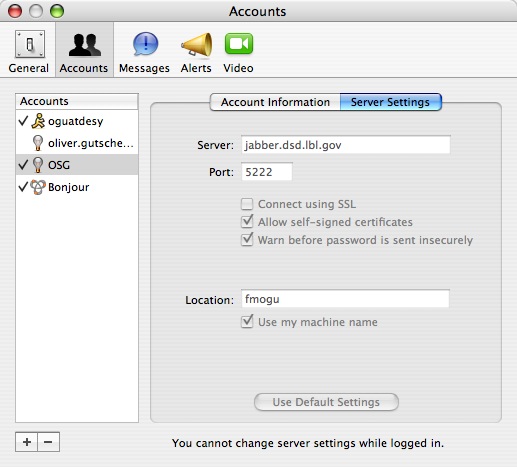 Accounts
General Accounts Messages Alerts Video
Accounts
oguatdesy
oliver.gutsche...
OSG
Bonjour
Account Information Server Settings
Server: jabber.dsd.lbl.gov
Port: 5222
Connect using SSL
Allow self-signed certificates
Warn before password is sent insecurely
Location: fmogu
Use my machine name
Use Default Settings
You cannot change server settings while logged in.